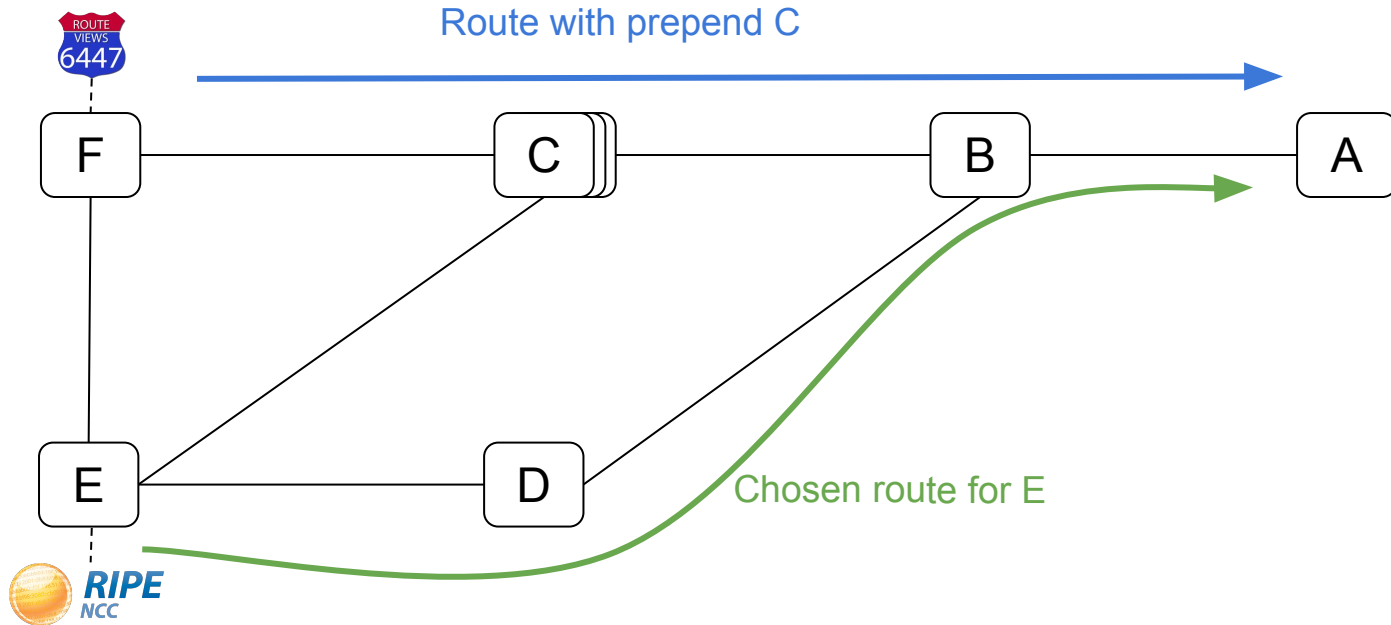 Route with prepend C
ROUTE
VIEWS
6447
F
C
B
A
E
D
Chosen route for E
RIPE
NCC